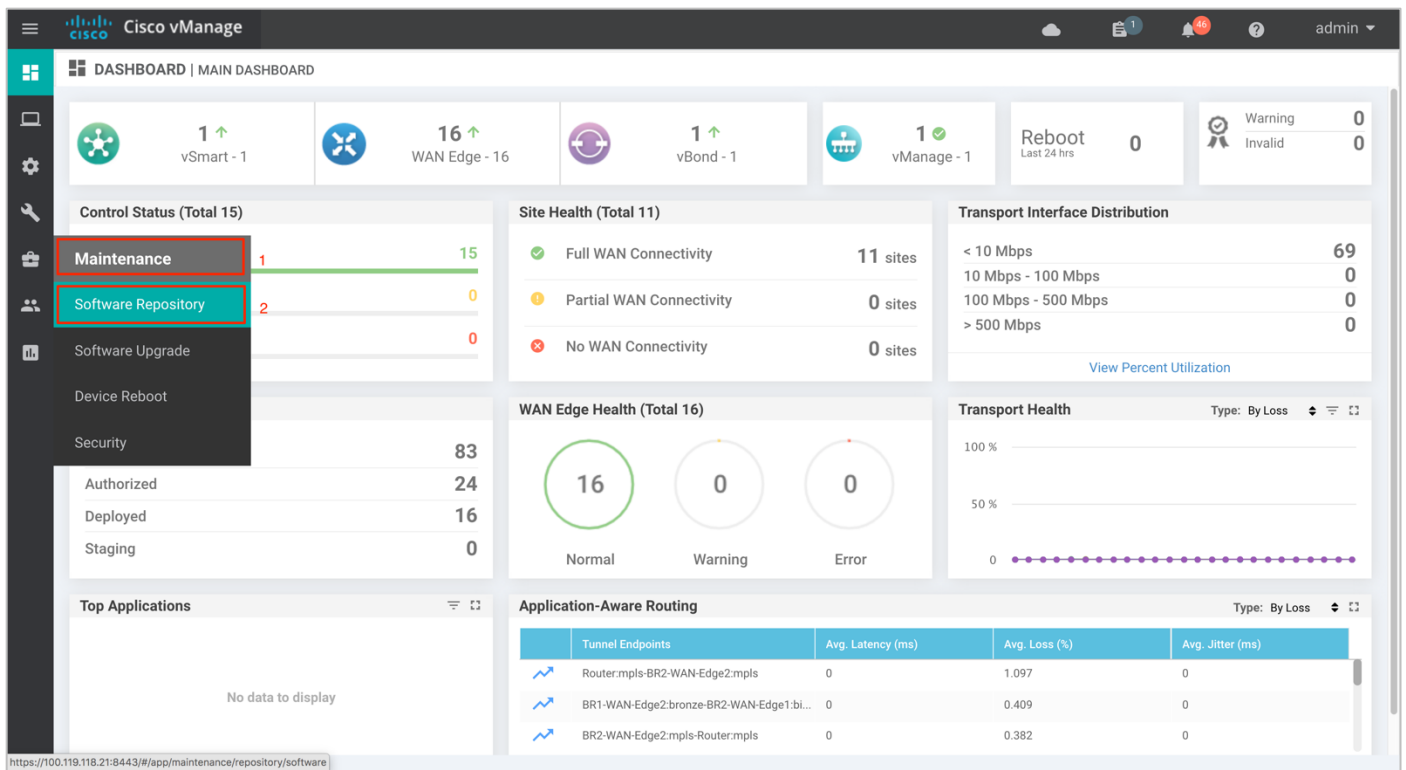 cisco Cisco vManage 1 46 admin
DASHBOARD | MAIN DASHBOARD
1
vSmart - 1
16
WAN Edge - 16
1
vBond - 1
1
vManage - 1
Reboot
Last 24 hrs
0
Warning 0
Invalid 0
Control Status (Total 15)
15
0
0
Maintenance 1
Software Repository 2
Software Upgrade
Device Reboot
Security
Site Health (Total 11)
Full WAN Connectivity 11 sites
Partial WAN Connectivity 0 sites
No WAN Connectivity 0 sites
Transport Interface Distribution
< 10 Mbps 69
10 Mbps - 100 Mbps 0
100 Mbps - 500 Mbps 0
> 500 Mbps 0
View Percent Utilization
83
Authorized 24
Deployed 16
Staging 0
WAN Edge Health (Total 16)
16 0 0
Normal Warning Error
Transport Health Type: By Loss
100 %
50 %
0
Top Applications
No data to display
Application-Aware Routing Type: By Loss
Tunnel Endpoints Avg. Latency (ms) Avg. Loss (%) Avg. Jitter (ms)
Router:mpls-BR2-WAN-Edge2:mpls 0 1.097 0
BR1-WAN-Edge2:bronze-BR2-WAN-Edge1:bi... 0 0.409 0
BR2-WAN-Edge2:mpls-Router:mpls 0 0.382 0
https://100.119.118.21:8443/#/app/maintenance/repository/software